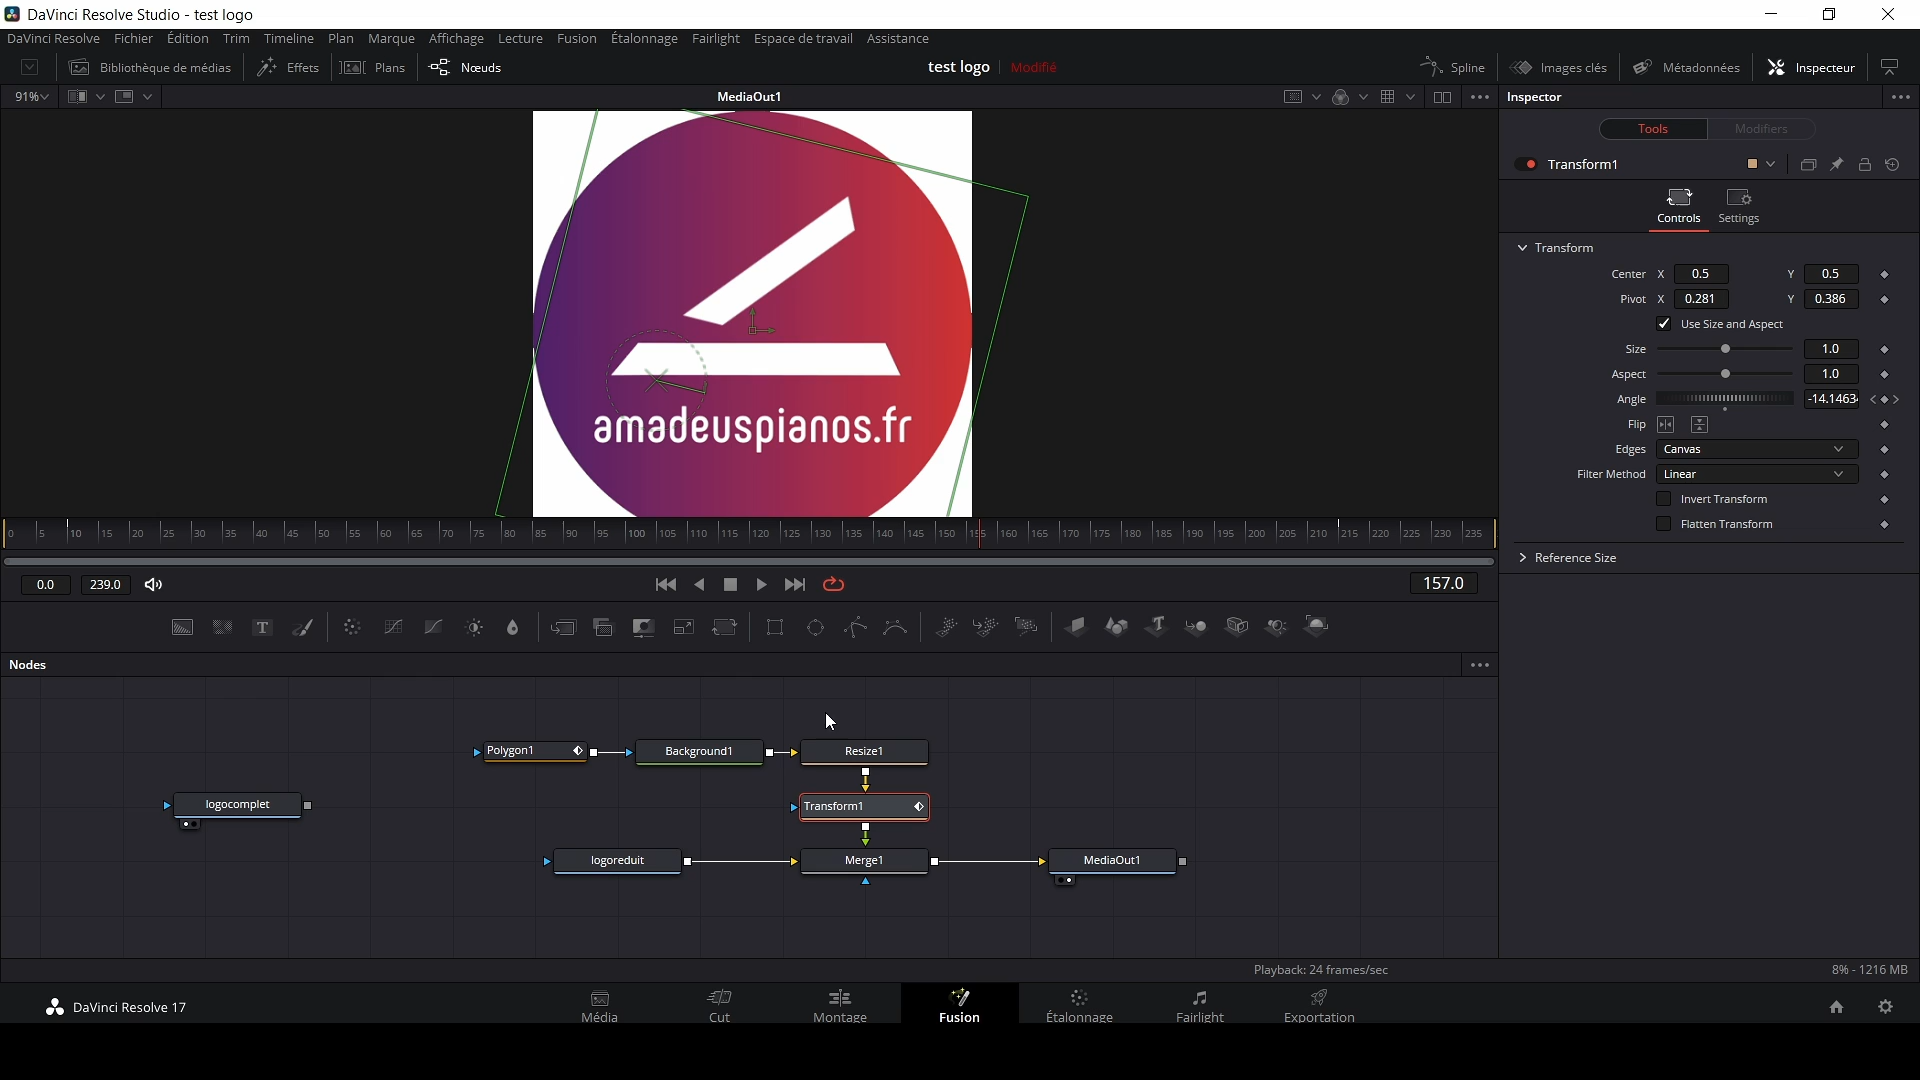 DaVinci Resolve Studio - test logo
DaVinci Resolve Fichier Édition Trim Timeline Plan Marque Affichage Lecture Fusion Étalonnage Fairlight Espace de travail Assistance
Bibliothèque de médias Effets Plans Nœuds test logo Modifié Spline Images clés Métadonnées Inspecteur
91% MediaOut1 Inspector
Tools Modifiers
Transform1
Controls Settings
Transform
Center X 0.5 Y 0.5
Pivot X 0.281 Y 0.386
Use Size and Aspect
Size 1.0
Aspect 1.0
Angle -14.1463
Flip
Edges Canvas
Filter Method Linear
Invert Transform
Flatten Transform
Reference Size
amadeuspianos.fr
0 5 10 15 20 25 30 35 40 45 50 55 60 65 70 75 80 85 90 95 100 105 110 115 120 125 130 135 140 145 150 155 160 165 170 175 180 185 190 195 200 205 210 215 220 225 230 235
0.0 239.0 157.0
T
Nodes
Polygon1 Background1 Resize1
logocomplet Transform1
logoreduit Merge1 MediaOut1
Playback: 24 frames/sec 8% - 1216 MB
DaVinci Resolve 17 Média Cut Montage Fusion Étalonnage Fairlight Exportation